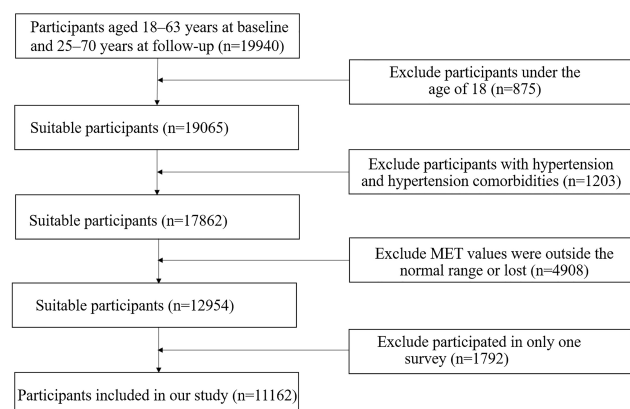 Participants aged 18–63 years at baseline
and 25–70 years at follow-up (n=19940)
Exclude participants under the
age of 18 (n=875)
Suitable participants (n=19065)
Exclude participants with hypertension
and hypertension comorbidities (n=1203)
Suitable participants (n=17862)
Exclude MET values were outside the
normal range or lost (n=4908)
Suitable participants (n=12954)
Exclude participated in only one
survey (n=1792)
Participants included in our study (n=11162)